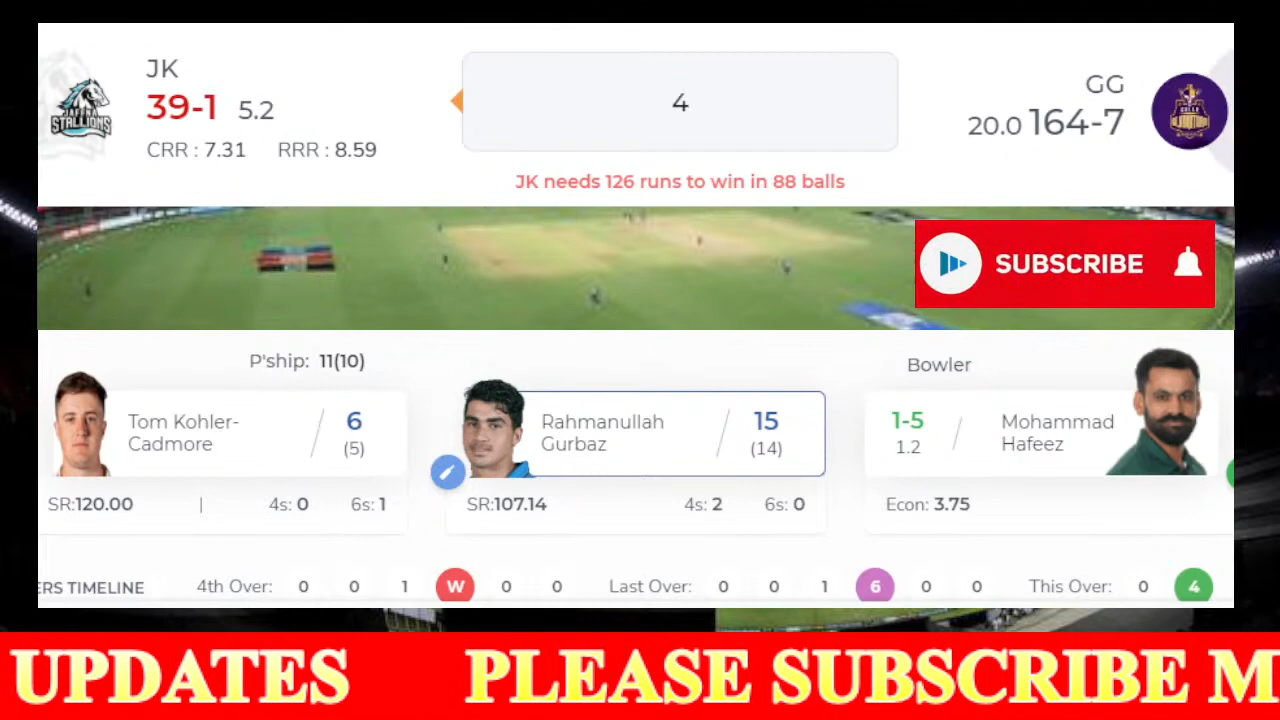 JK
39-1 5.2
CRR : 7.31 RRR : 8.59
JAFFNA
STALLIONS
4
GG
20.0 164-7
GALLE
GLADIATORS
JK needs 126 runs to win in 88 balls
SUBSCRIBE
P'ship: 11(10)
Tom Kohler-
Cadmore
6
(5)
SR:120.00 | 4s: 0 6s: 1
Rahmanullah
Gurbaz
15
(14)
SR:107.14 4s: 2 6s: 0
Bowler
1-5
1.2
Mohammad
Hafeez
Econ: 3.75
ERS TIMELINE 4th Over: 0 0 1 W 0 0 Last Over: 0 0 1 6 0 0 This Over: 0 4
UPDATES PLEASE SUBSCRIBE M